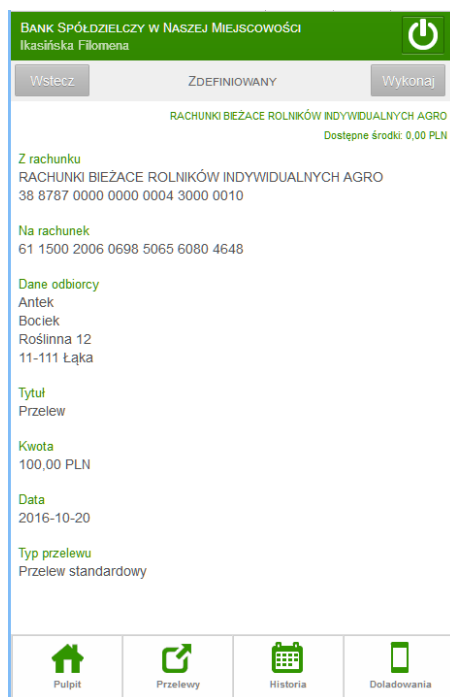 Bank Spółdzielczy w Naszej Miejscowości
Ikasińska Filomena
Wstecz Zdefiniowany Wykonaj
RACHUNKI BIEŻACE ROLNIKÓW INDYWIDUALNYCH AGRO
Dostępne środki: 0,00 PLN
Z rachunku
RACHUNKI BIEŻACE ROLNIKÓW INDYWIDUALNYCH AGRO
38 8787 0000 0000 0004 3000 0010
Na rachunek
61 1500 2006 0698 5065 6080 4648
Dane odbiorcy
Antek
Bociek
Roślinna 12
11-111 Łąka
Tytuł
Przelew
Kwota
100,00 PLN
Data
2016-10-20
Typ przelewu
Przelew standardowy
Pulpit Przelewy Historia Doladowania